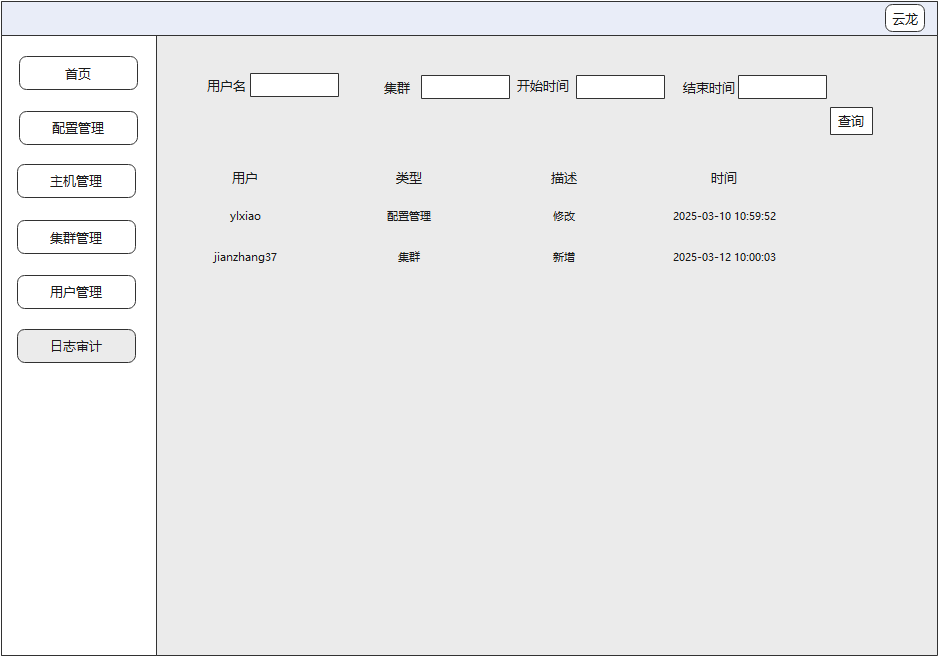 云龙
首页
配置管理
主机管理
集群管理
用户管理
日志审计
用户名 集群 开始时间 结束时间
查询
用户 类型 描述 时间
ylxiao 配置管理 修改 2025-03-10 10:59:52
jianzhang37 集群 新增 2025-03-12 10:00:03